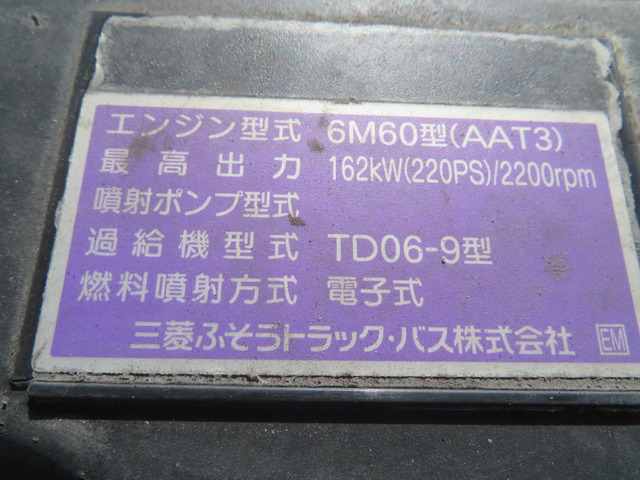 エンジン型式 6M60型(AAT3)
最高出力 162kW(220PS)/2200rpm
噴射ポンプ型式
過給機型式 TD06-9型
燃料噴射方式 電子式
三菱ふそうトラック・バス株式会社 EM